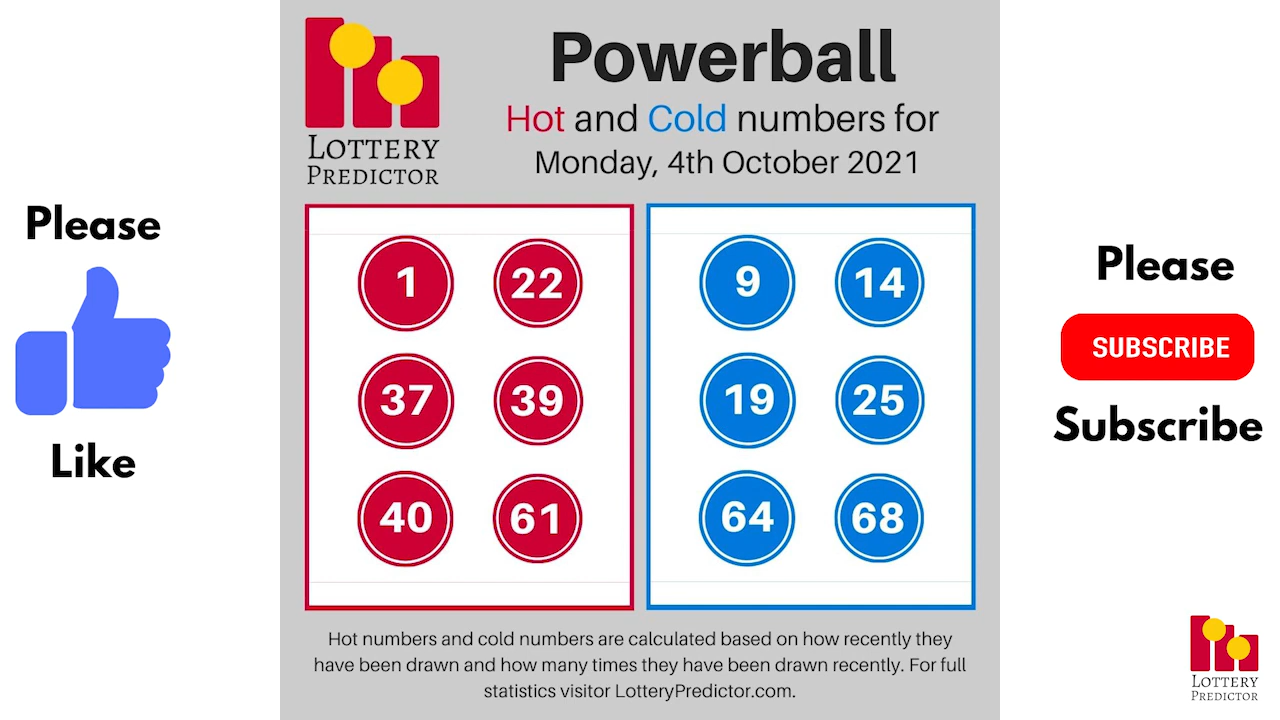 Please
Like
LOTTERY
PREDICTOR
Powerball
Hot and Cold numbers for
Monday, 4th October 2021
1 22
37 39
40 61
9 14
19 25
64 68
Hot numbers and cold numbers are calculated based on how recently they
have been drawn and how many times they have been drawn recently. For full
statistics visitor LotteryPredictor.com.
Please
SUBSCRIBE
Subscribe
LOTTERY
PREDICTOR